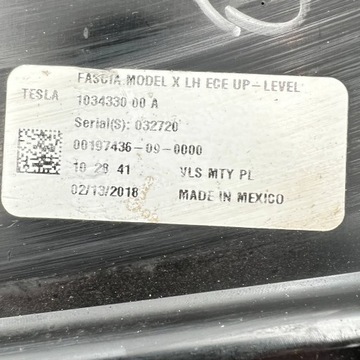 FASCIA MODEL X LH ECE UP-LEVEL
TESLA 1034330 00 A
Serial(S): 032720
00197436-09-0000
10 28 41 VLS MTY PL
02/13/2018 MADE IN MEXICO